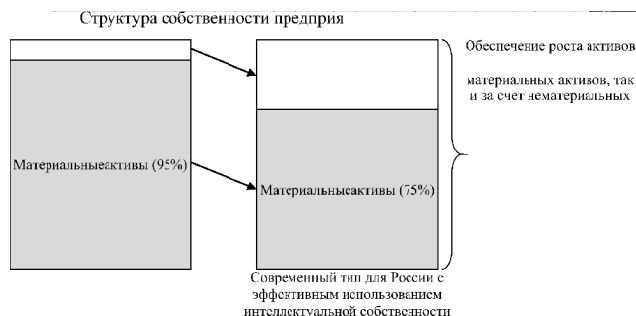 Структура собственности предприя
Обеспечение роста активов
материальных активов, так
и за счет нематериальных
Материальныеактивы (95%)
Материальныеактивы (75%)
Современный тип для России с
эффективным использованием
интеллектуальной собственности